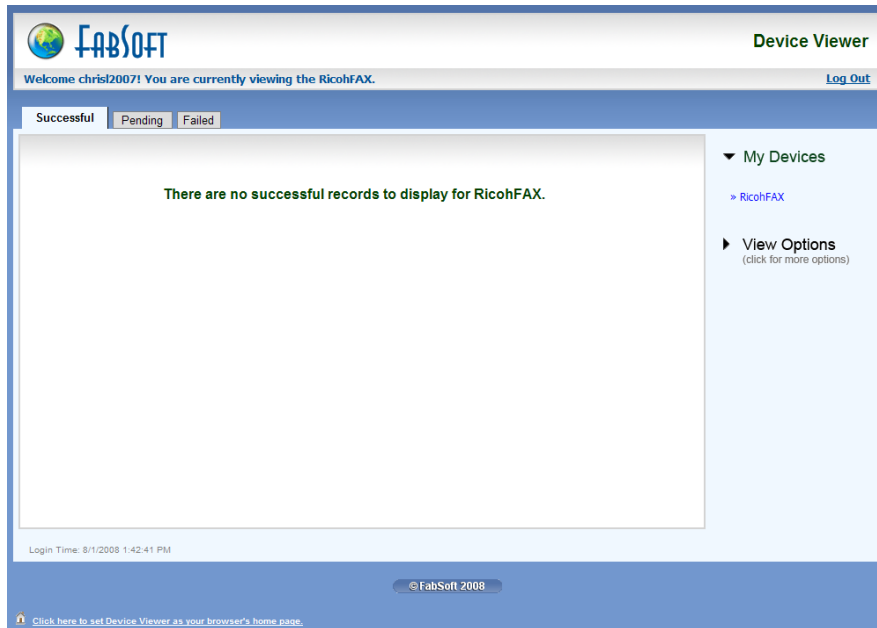 FabSoft
Device Viewer
Welcome chrisl2007! You are currently viewing the RicohFAX.
Log Out
Successful
Pending
Failed
There are no successful records to display for RicohFAX.
My Devices
» RicohFAX
View Options
(click for more options)
Login Time: 8/1/2008 1:42:41 PM
© FabSoft 2008
Click here to set Device Viewer as your browser's home page.